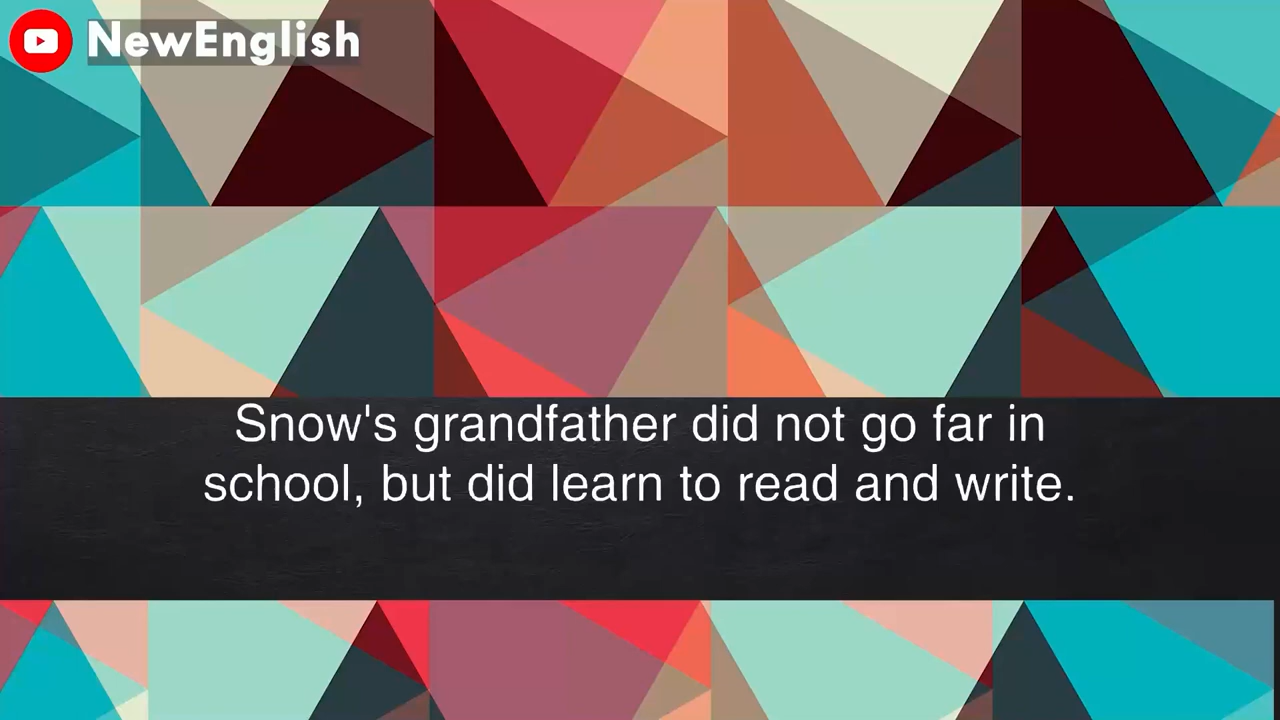 NewEnglish
Snow's grandfather did not go far in
school, but did learn to read and write.